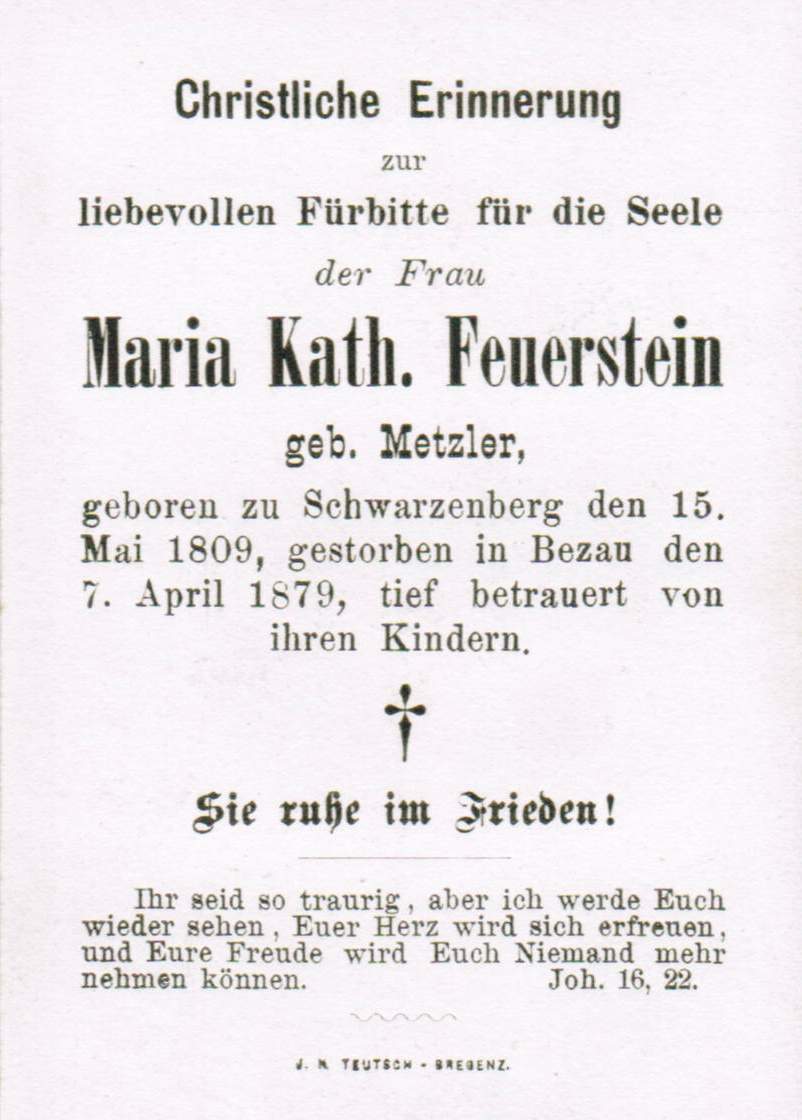 Christliche Erinnerung
zur
liebevollen Fürbitte für die Seele
der Frau
Maria Kath. Feuerstein
geb. Metzler,
geboren zu Schwarzenberg den 15.
Mai 1809, gestorben in Bezau den
7. April 1879, tief betrauert von
ihren Kindern.
Sie ruhe im Frieden!
Ihr seid so traurig, aber ich werde Euch
wieder sehen, Euer Herz wird sich erfreuen,
und Eure Freude wird Euch Niemand mehr
nehmen können. Joh. 16, 22.
J. N. TEUTSCH - BREGENZ.